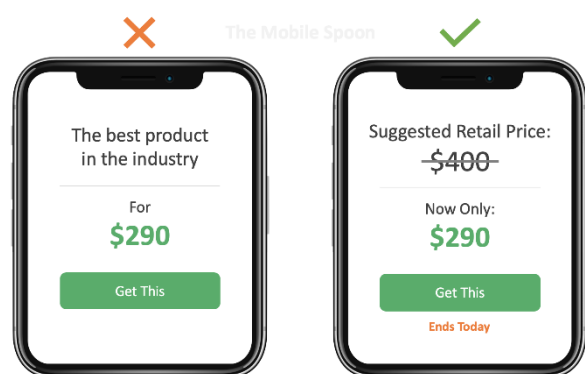 The Mobile Spoon
The best product
in the industry
For
$290
Get This
Suggested Retail Price:
$400
Now Only:
$290
Get This
Ends Today